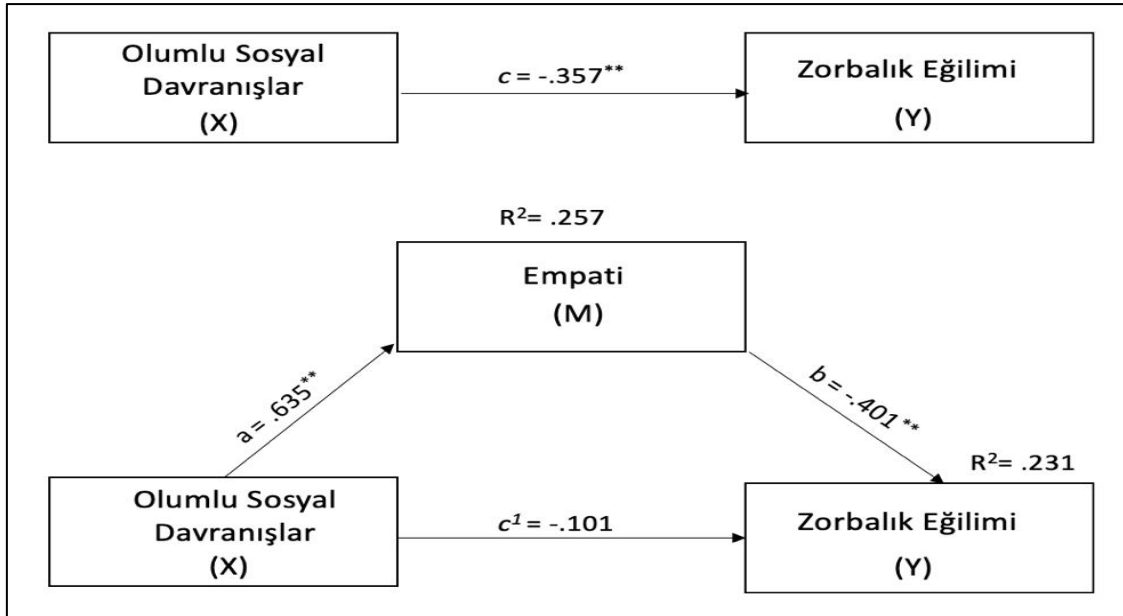 Olumlu Sosyal
Davranışlar
(X)
c = -.357**
Zorbalık Eğilimi
(Y)
R²= .257
Empati
(M)
a = .635**
b = -.401**
R²= .231
Olumlu Sosyal
Davranışlar
(X)
c¹ = -.101
Zorbalık Eğilimi
(Y)